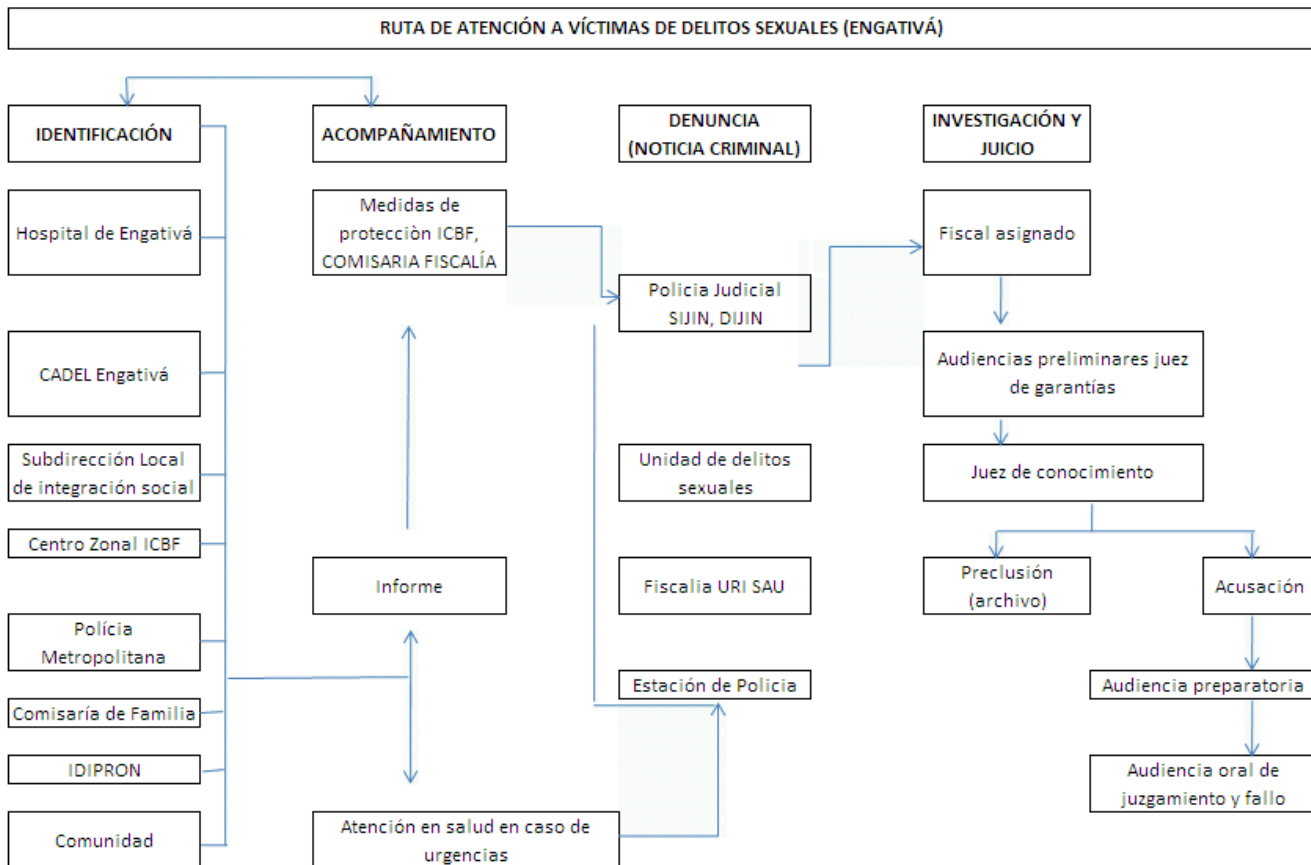 RUTA DE ATENCIÓN A VÍCTIMAS DE DELITOS SEXUALES (ENGATIVÁ)
IDENTIFICACIÓN
Hospital de Engativá
CADEL Engativá
Subdirección Local
de integración social
Centro Zonal ICBF
Polícia
Metropolitana
Comisaría de Familia
IDIPRON
Comunidad
ACOMPAÑAMIENTO
Medidas de
protecciòn ICBF,
COMISARIA FISCALÍA
Informe
Atención en salud en caso de
urgencias
DENUNCIA
(NOTICIA CRIMINAL)
Policia Judicial
SIJIN, DIJIN
Unidad de delitos
sexuales
Fiscalia URI SAU
Estación de Policia
INVESTIGACIÓN Y
JUICIO
Fiscal asignado
Audiencias preliminares juez
de garantías
Juez de conocimiento
Preclusión
(archivo)
Acusación
Audiencia preparatoria
Audiencia oral de
juzgamiento y fallo